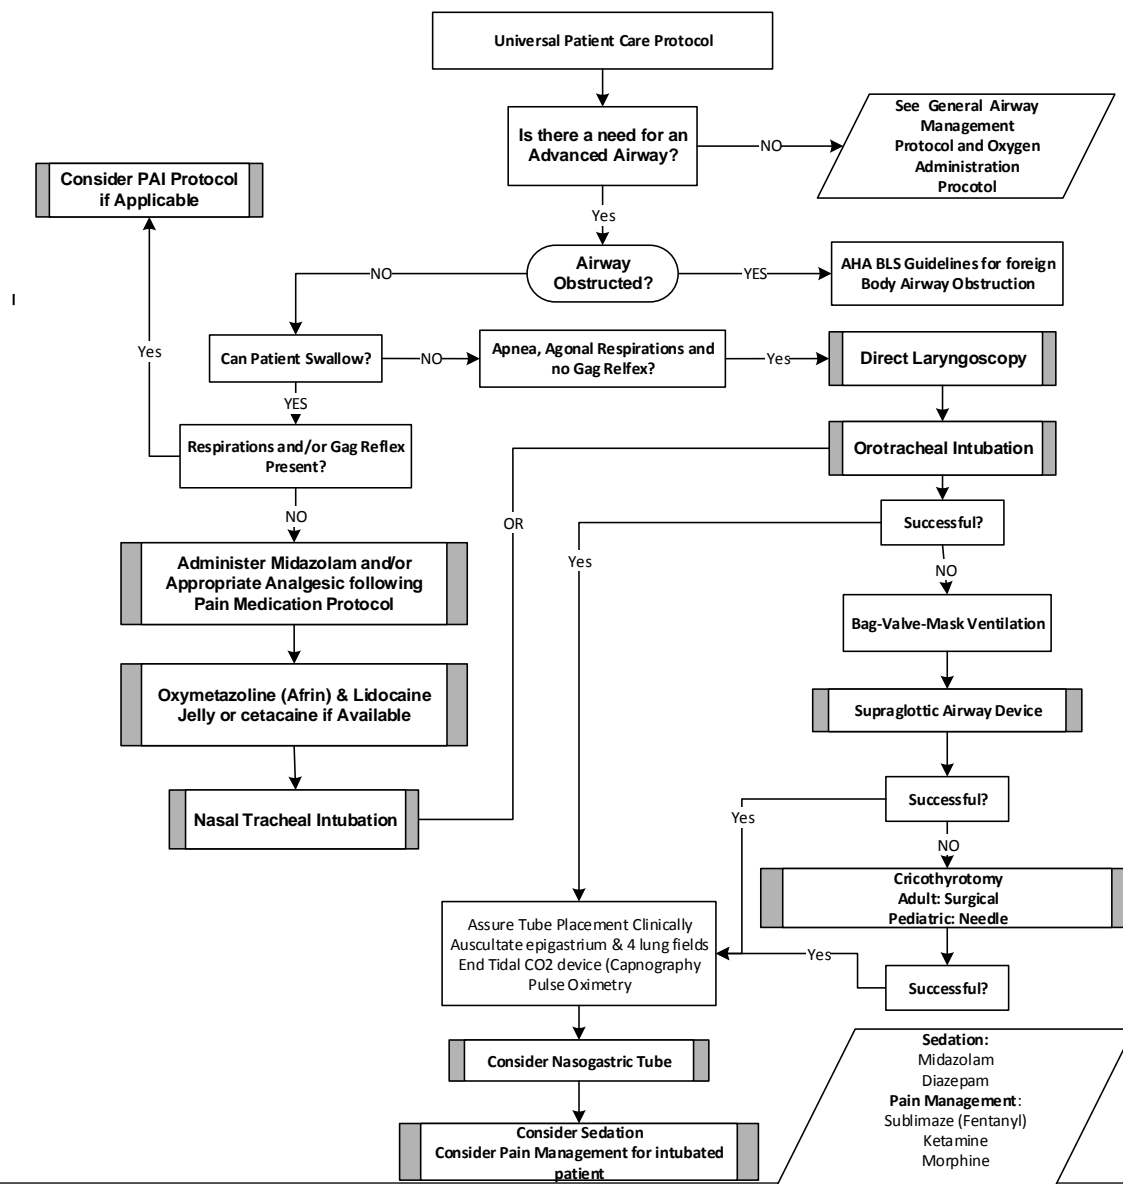 Universal Patient Care Protocol
Is there a need for an
Advanced Airway?
NO
See General Airway
Management
Protocol and Oxygen
Administration
Procotol
Consider PAI Protocol
if Applicable
Yes
Airway
Obstructed?
NO
YES
AHA BLS Guidelines for foreign
Body Airway Obstruction
I
Yes
Can Patient Swallow?
NO
Apnea, Agonal Respirations and
no Gag Relfex?
Yes
Direct Laryngoscopy
YES
Respirations and/or Gag Reflex
Present?
Orotracheal Intubation
NO
OR
Successful?
Yes
NO
Administer Midazolam and/or
Appropriate Analgesic following
Pain Medication Protocol
Bag-Valve-Mask Ventilation
Oxymetazoline (Afrin) & Lidocaine
Jelly or cetacaine if Available
Supraglottic Airway Device
Nasal Tracheal Intubation
Successful?
Yes
NO
Cricothyrotomy
Adult: Surgical
Pediatric: Needle
Assure Tube Placement Clinically
Auscultate epigastrium & 4 lung fields
End Tidal CO2 device (Capnography
Pulse Oximetry
Yes
Successful?
Consider Nasogastric Tube
Consider Sedation
Consider Pain Management for intubated
patient
Sedation:
Midazolam
Diazepam
Pain Management:
Sublimaze (Fentanyl)
Ketamine
Morphine